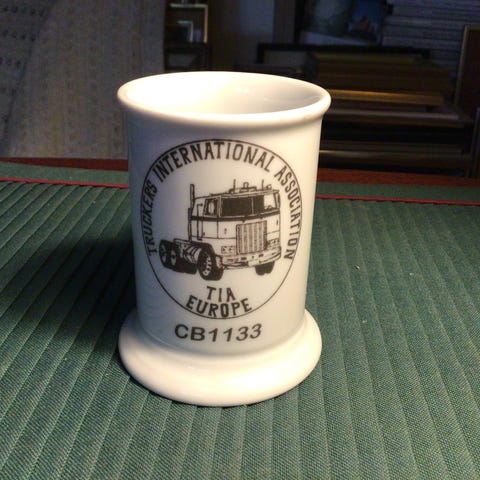 TRUCKERS INTERNATIONAL ASSOCIATION
TIA
EUROPE
CB1133